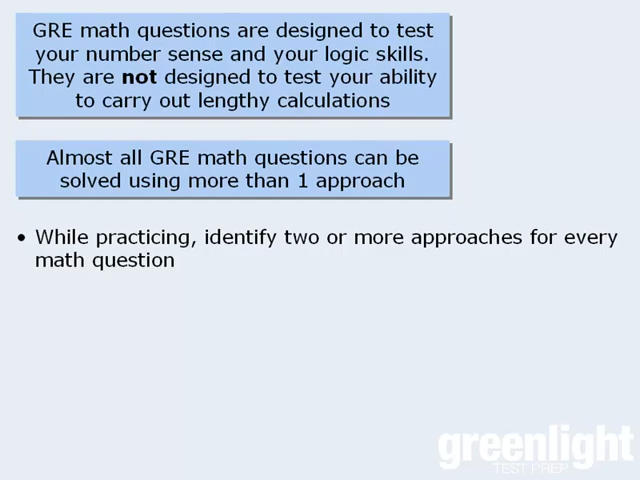 GRE math questions are designed to test
your number sense and your logic skills.
They are not designed to test your ability
to carry out lengthy calculations
Almost all GRE math questions can be
solved using more than 1 approach
• While practicing, identify two or more approaches for every
math question
greenlight
TEST PREP